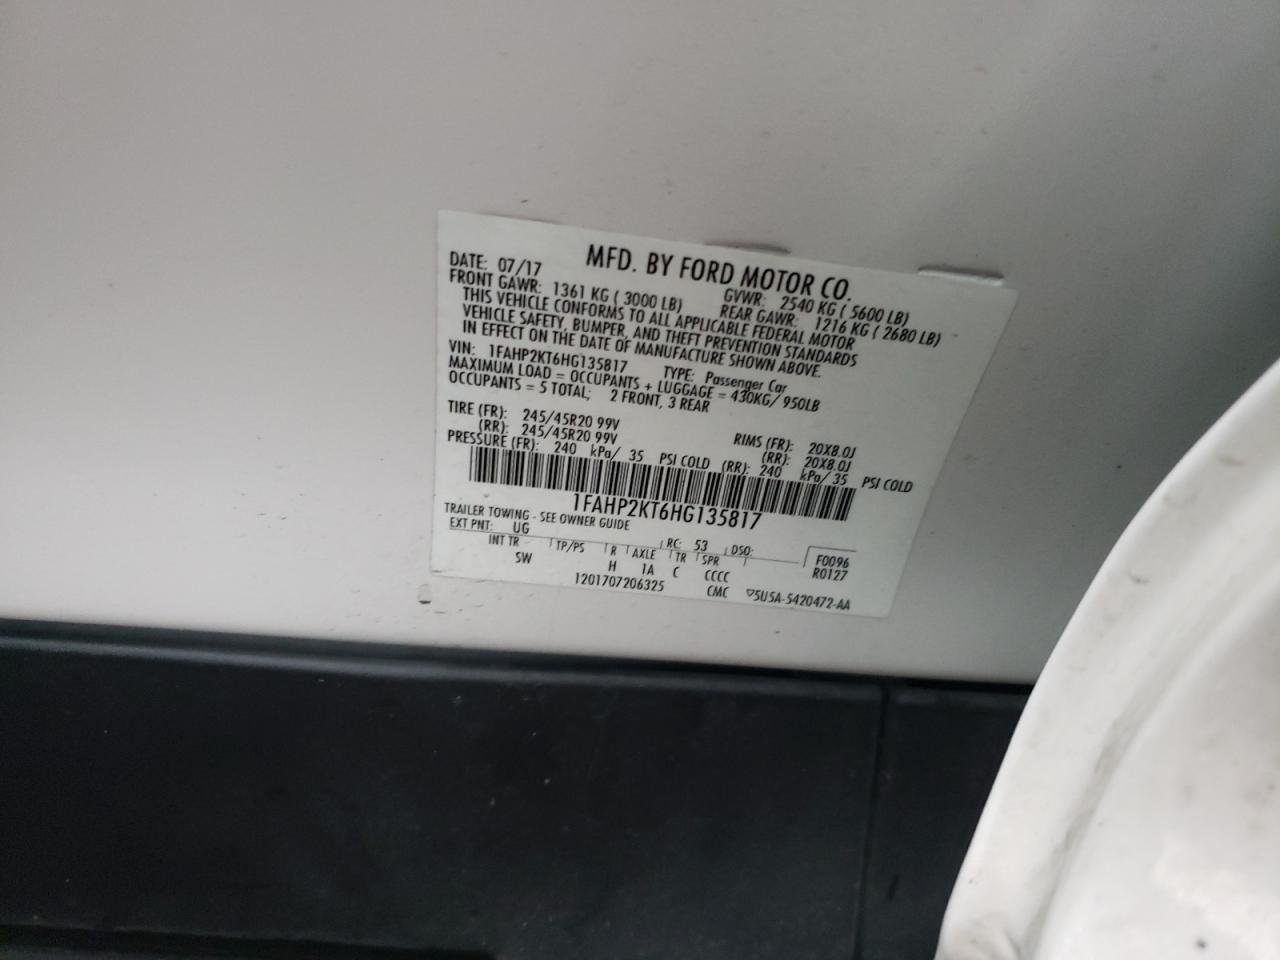 MFD. BY FORD MOTOR CO.
DATE: 07/17 GVWR: 2540 KG ( 5600 LB)
FRONT GAWR: 1361 KG ( 3000 LB) REAR GAWR: 1216 KG ( 2680 LB)
THIS VEHICLE CONFORMS TO ALL APPLICABLE FEDERAL MOTOR
VEHICLE SAFETY, BUMPER, AND THEFT PREVENTION STANDARDS
IN EFFECT ON THE DATE OF MANUFACTURE SHOWN ABOVE.
VIN: 1FAHP2KT6HG135817 TYPE: Passenger Car
MAXIMUM LOAD = OCCUPANTS + LUGGAGE = 430KG/ 950LB
OCCUPANTS = 5 TOTAL; 2 FRONT, 3 REAR
TIRE (FR): 245/45R20 99V RIMS (FR): 20X8.0J
(RR): 245/45R20 99V (RR): 20X8.0J
PRESSURE (FR): 240 kPa/ 35 PSI COLD (RR): 240 kPa/ 35 PSI COLD
1FAHP2KT6HG135817
TRAILER TOWING - SEE OWNER GUIDE
EXT PNT: UG RC: 53 DSO: F0096
INT TR TP/PS R AXLE TR SPR R0127
5W H 1A C CCCC
1201707206325 CMC ▽5U5A-5420472-AA